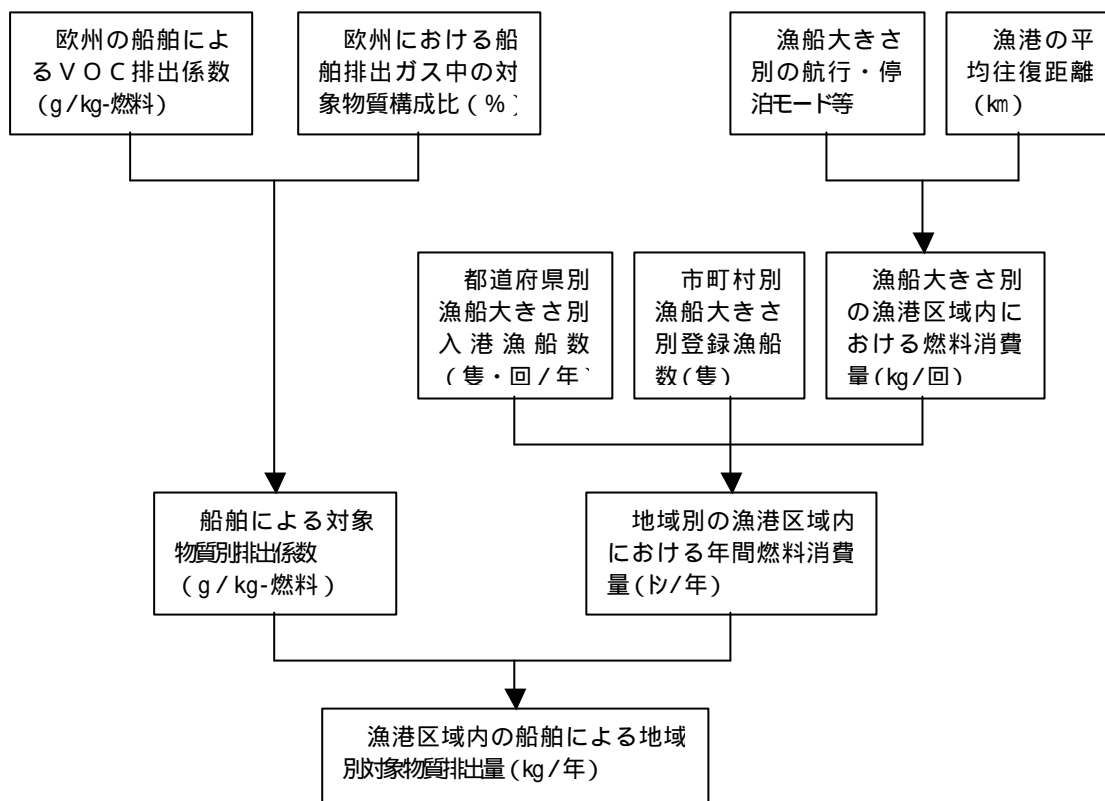 欧州の船舶によ
るVOC排出係数
(g/kg-燃料)
欧州における船
舶排出ガス中の対
象物質構成比(%)
漁船大きさ
別の航行・停
泊モード等
漁港の平
均往復距離
(km)
都道府県別
漁船大きさ別
入港漁船数
(隻・回/年)
市町村別
漁船大きさ
別登録漁船
数(隻)
漁船大きさ別
の漁港区域内に
おける燃料消費
量(kg/回)
船舶による対象
物質別排出係数
(g/kg-燃料)
地域別の漁港区域内
における年間燃料消費
量(トン/年)
漁港区域内の船舶による地域
別対象物質排出量(kg/年)